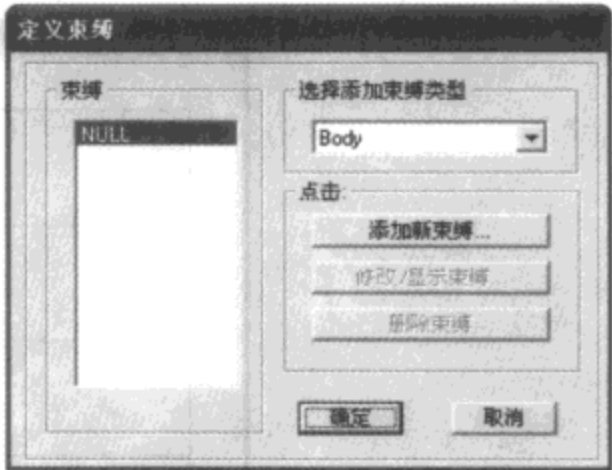 定义束缚
束缚
NULL
选择添加束缚类型
Body
点击:
添加新束缚...
修改/显示束缚
删除束缚
确定
取消